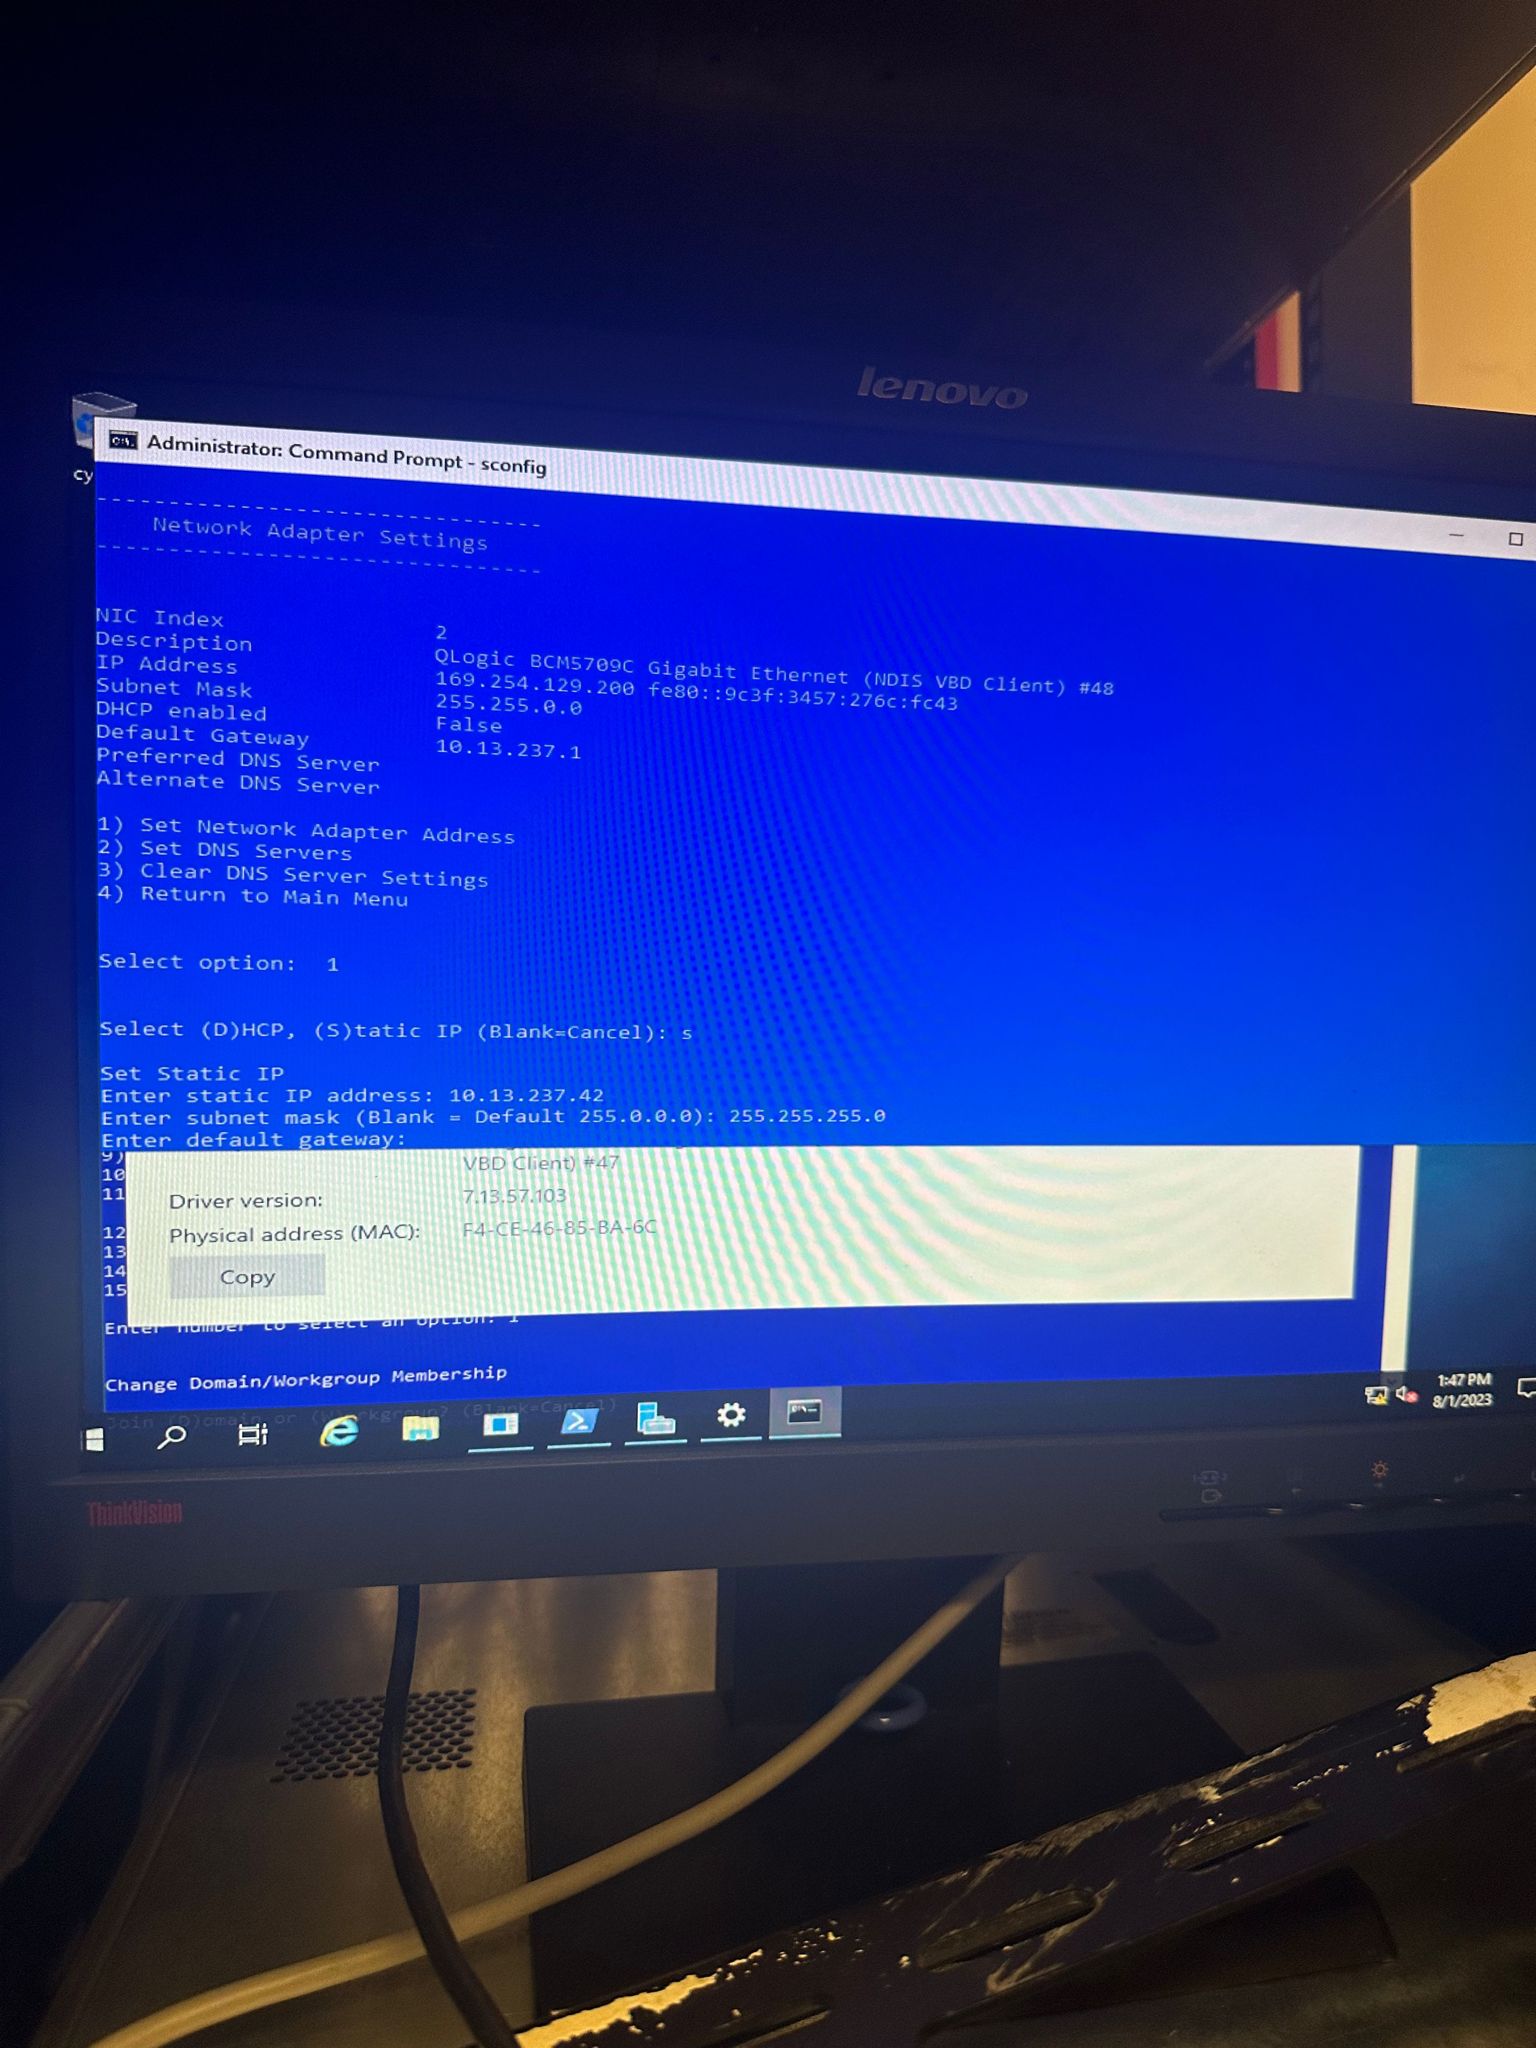 lenovo
cy
Administrator: Command Prompt - sconfig
--------------------------------
Network Adapter Settings
--------------------------------
NIC Index 2
Description QLogic BCM5709C Gigabit Ethernet (NDIS VBD Client) #48
IP Address 169.254.129.200 fe80::9c3f:3457:276c:fc43
Subnet Mask 255.255.0.0
DHCP enabled False
Default Gateway 10.13.237.1
Preferred DNS Server
Alternate DNS Server
1) Set Network Adapter Address
2) Set DNS Servers
3) Clear DNS Server Settings
4) Return to Main Menu
Select option: 1
Select (D)HCP, (S)tatic IP (Blank=Cancel): s
Set Static IP
Enter static IP address: 10.13.237.42
Enter subnet mask (Blank = Default 255.0.0.0): 255.255.255.0
Enter default gateway:
9)
10
11
12
13
14
15
VBD Client) #47
Driver version: 7.13.57.103
Physical address (MAC): F4-CE-46-85-BA-6C
Copy
Enter number to select an option: 1
Change Domain/Workgroup Membership
Join (D)omain or (W)orkgroup? (Blank=Cancel)
1:47 PM
8/1/2023
ThinkVision